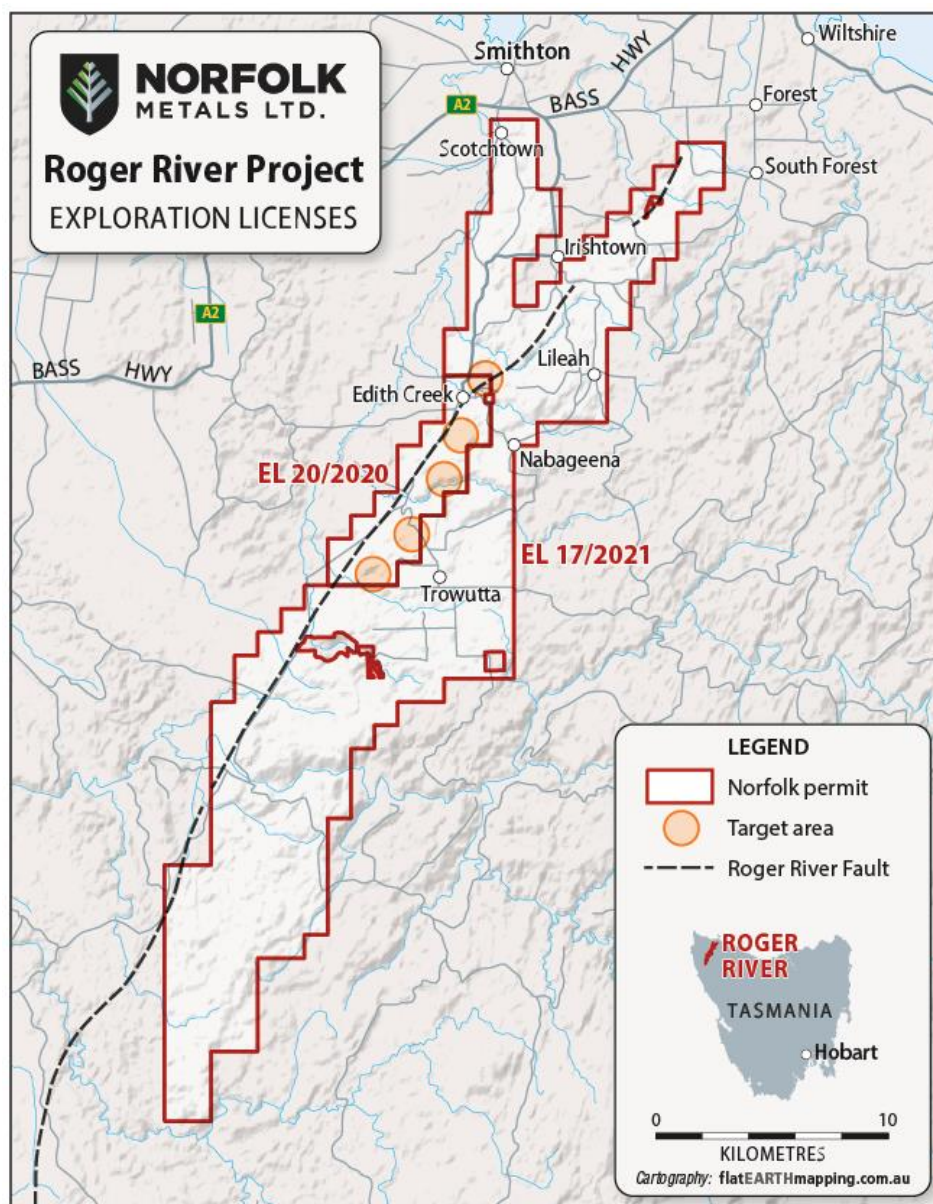 NORFOLK
METALS LTD.
Roger River Project
EXPLORATION LICENSES
Smithton
Wiltshire
HWY
BASS
A2
Forest
Scotchtown
South Forest
Irishtown
A2
BASS HWY
Lileah
Edith Creek
Nabageena
EL 20/2020
EL 17/2021
Trowutta
LEGEND
Norfolk permit
Target area
Roger River Fault
ROGER
RIVER
TASMANIA
Hobart
0 10
KILOMETRES
Cartography: flatEARTHmapping.com.au